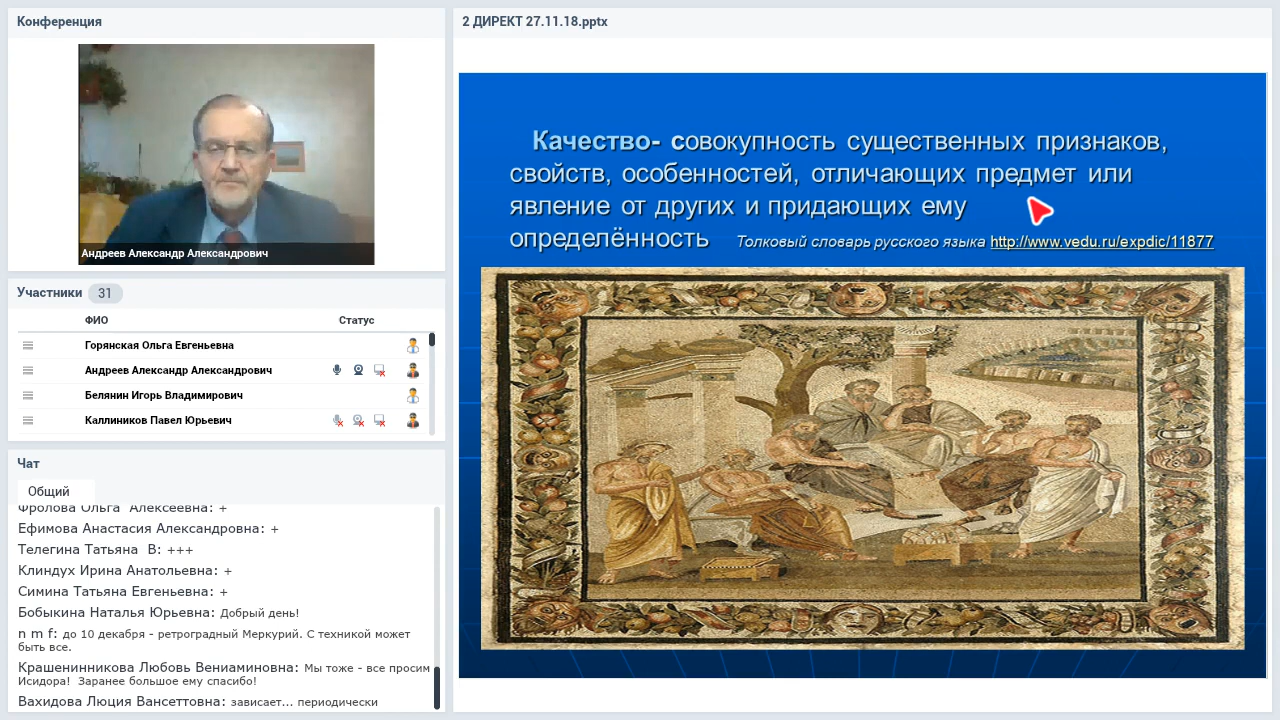 Конференция
Андреев Александр Александрович
Участники 31
ФИО Статус
Горянская Ольга Евгеньевна
Андреев Александр Александрович
Белянин Игорь Владимирович
Каллиников Павел Юрьевич
Чат
Общий
Фролова Ольга Алексеевна: +
Ефимова Анастасия Александровна: +
Телегина Татьяна В: +++
Клиндух Ирина Анатольевна: +
Симина Татьяна Евгеньевна: +
Бобыкина Наталья Юрьевна: Добрый день!
n m f: до 10 декабря - ретроградный Меркурий. С техникой может
быть все.
Крашенинникова Любовь Вениаминовна: Мы тоже - все просим
Исидора! Заранее большое ему спасибо!
Вахидова Люция Вансеттовна: зависает... периодически
2 ДИРЕКТ 27.11.18.pptx
Качество- совокупность существенных признаков,
свойств, особенностей, отличающих предмет или
явление от других и придающих ему
определённость Толковый словарь русского языка http://www.vedu.ru/expdic/11877